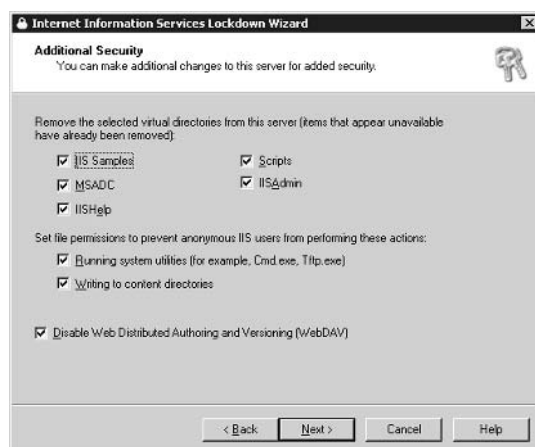 Internet Information Services Lockdown Wizard
Additional Security
You can make additional changes to this server for added security.
Remove the selected virtual directories from this server (items that appear unavailable
have already been removed):
IIS Samples
Scripts
MSADC
IISAdmin
IISHelp
Set file permissions to prevent anonymous IIS users from performing these actions:
Running system utilities (for example, Cmd.exe, Tftp.exe)
Writing to content directories
Disable Web Distributed Authoring and Versioning (WebDAV)
< Back
Next >
Cancel
Help